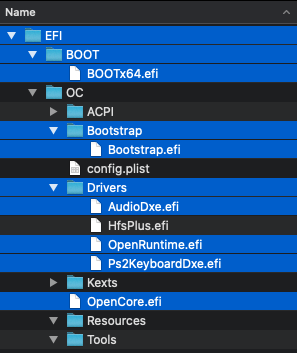 Name
EFI
BOOT
BOOTx64.efi
OC
ACPI
Bootstrap
Bootstrap.efi
config.plist
Drivers
AudioDxe.efi
HfsPlus.efi
OpenRuntime.efi
Ps2KeyboardDxe.efi
Kexts
OpenCore.efi
Resources
Tools